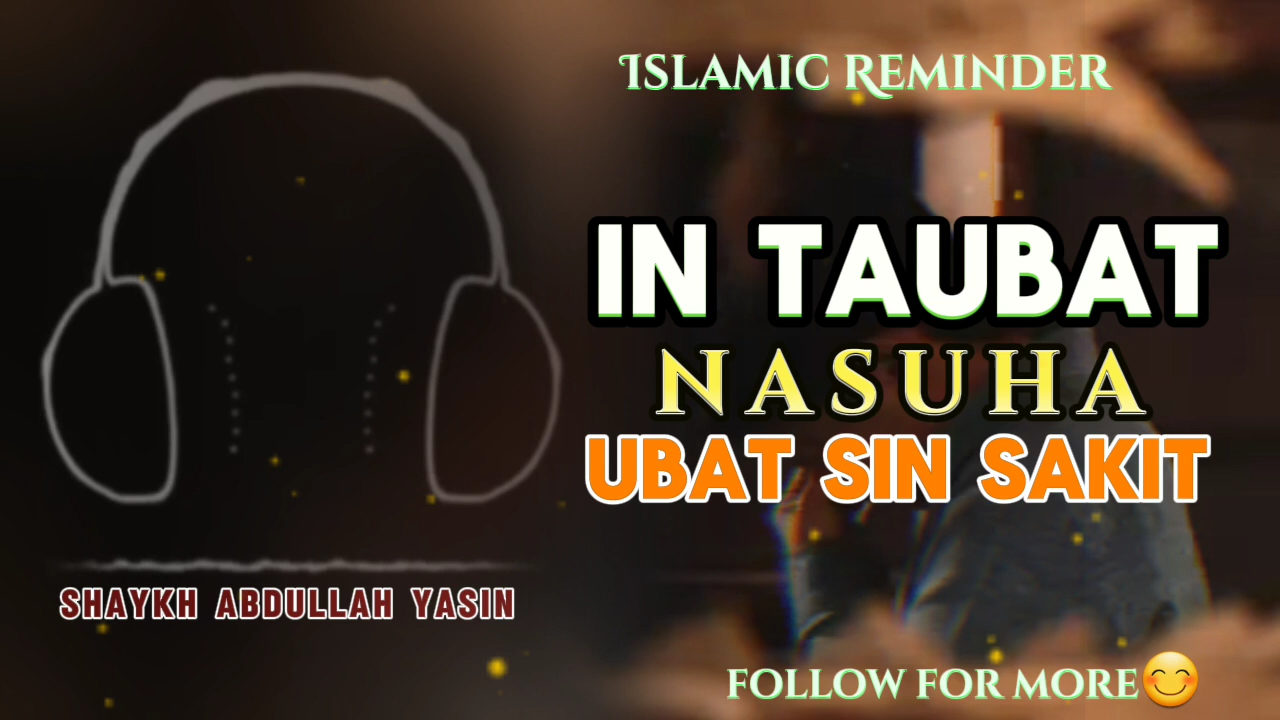 ISLAMIC REMINDER
IN TAUBAT
NASUHA
UBAT SIN SAKIT
SHAYKH ABDULLAH YASIN
FOLLOW FOR MORE😊